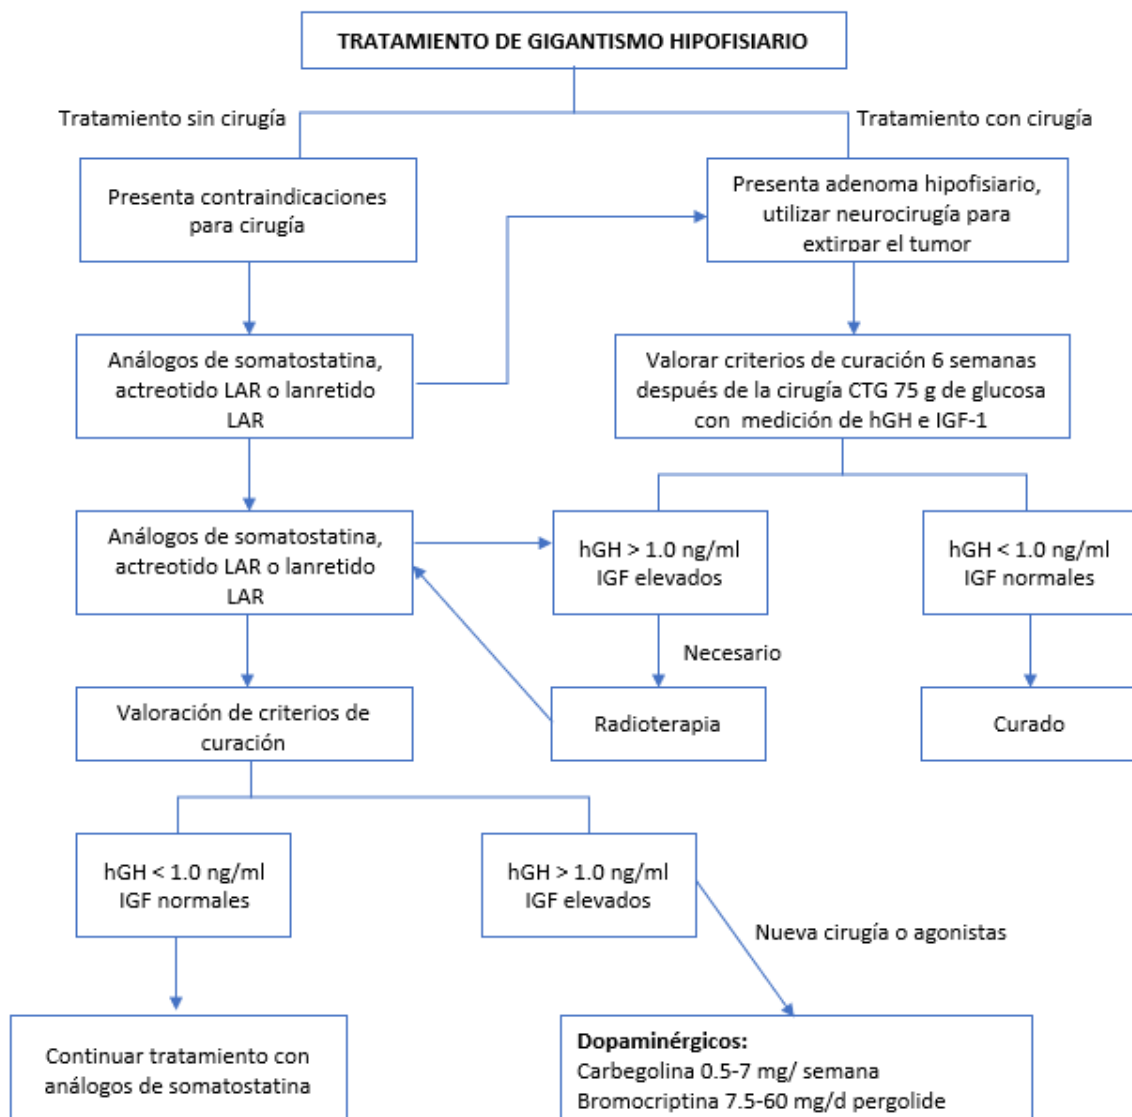 TRATAMIENTO DE GIGANTISMO HIPOFISIARIO
Tratamiento sin cirugía
Tratamiento con cirugía
Presenta contraindicaciones
para cirugía
Presenta adenoma hipofisiario,
utilizar neurocirugía para
extirpar el tumor
Análogos de somatostatina,
actreotido LAR o lanretido
LAR
Valorar criterios de curación 6 semanas
después de la cirugía CTG 75 g de glucosa
con medición de hGH e IGF-1
Análogos de somatostatina,
actreotido LAR o lanretido
LAR
hGH > 1.0 ng/ml
IGF elevados
hGH < 1.0 ng/ml
IGF normales
Necesario
Valoración de criterios de
curación
Radioterapia
Curado
hGH < 1.0 ng/ml
IGF normales
hGH > 1.0 ng/ml
IGF elevados
Nueva cirugía o agonistas
Continuar tratamiento con
análogos de somatostatina
Dopaminérgicos:
Carbegolina 0.5-7 mg/ semana
Bromocriptina 7.5-60 mg/d pergolide